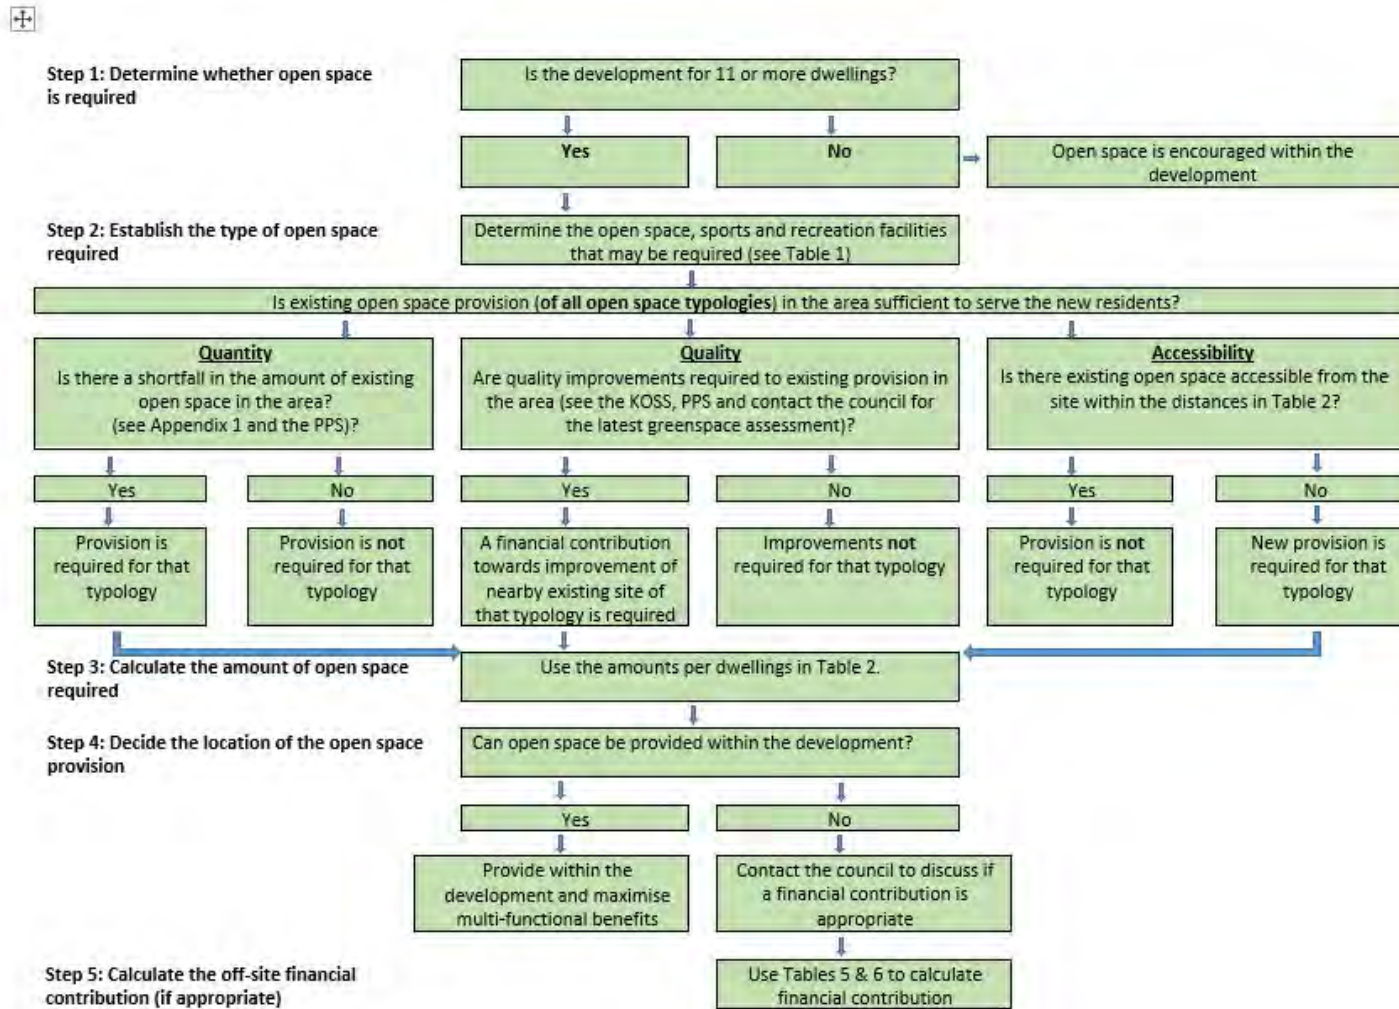 Step 1: Determine whether open space
is required
Is the development for 11 or more dwellings?
Yes
No
Open space is encouraged within the
development
Step 2: Establish the type of open space
required
Determine the open space, sports and recreation facilities
that may be required (see Table 1)
Is existing open space provision (of all open space typologies) in the area sufficient to serve the new residents?
Quantity
Is there a shortfall in the amount of existing
open space in the area?
(see Appendix 1 and the PPS)?
Quality
Are quality improvements required to existing provision in
the area (see the KOSS, PPS and contact the council for
the latest greenspace assessment)?
Accessibility
Is there existing open space accessible from the
site within the distances in Table 2?
Yes
No
Yes
No
Yes
No
Provision is
required for that
typology
Provision is not
required for that
typology
A financial contribution
towards improvement of
nearby existing site of
that typology is required
Improvements not
required for that typology
Provision is not
required for that
typology
New provision is
required for that
typology
Step 3: Calculate the amount of open space
required
Use the amounts per dwellings in Table 2.
Step 4: Decide the location of the open space
provision
Can open space be provided within the development?
Yes
No
Provide within the
development and maximise
multi-functional benefits
Contact the council to discuss if
a financial contribution is
appropriate
Step 5: Calculate the off-site financial
contribution (if appropriate)
Use Tables 5 & 6 to calculate
financial contribution